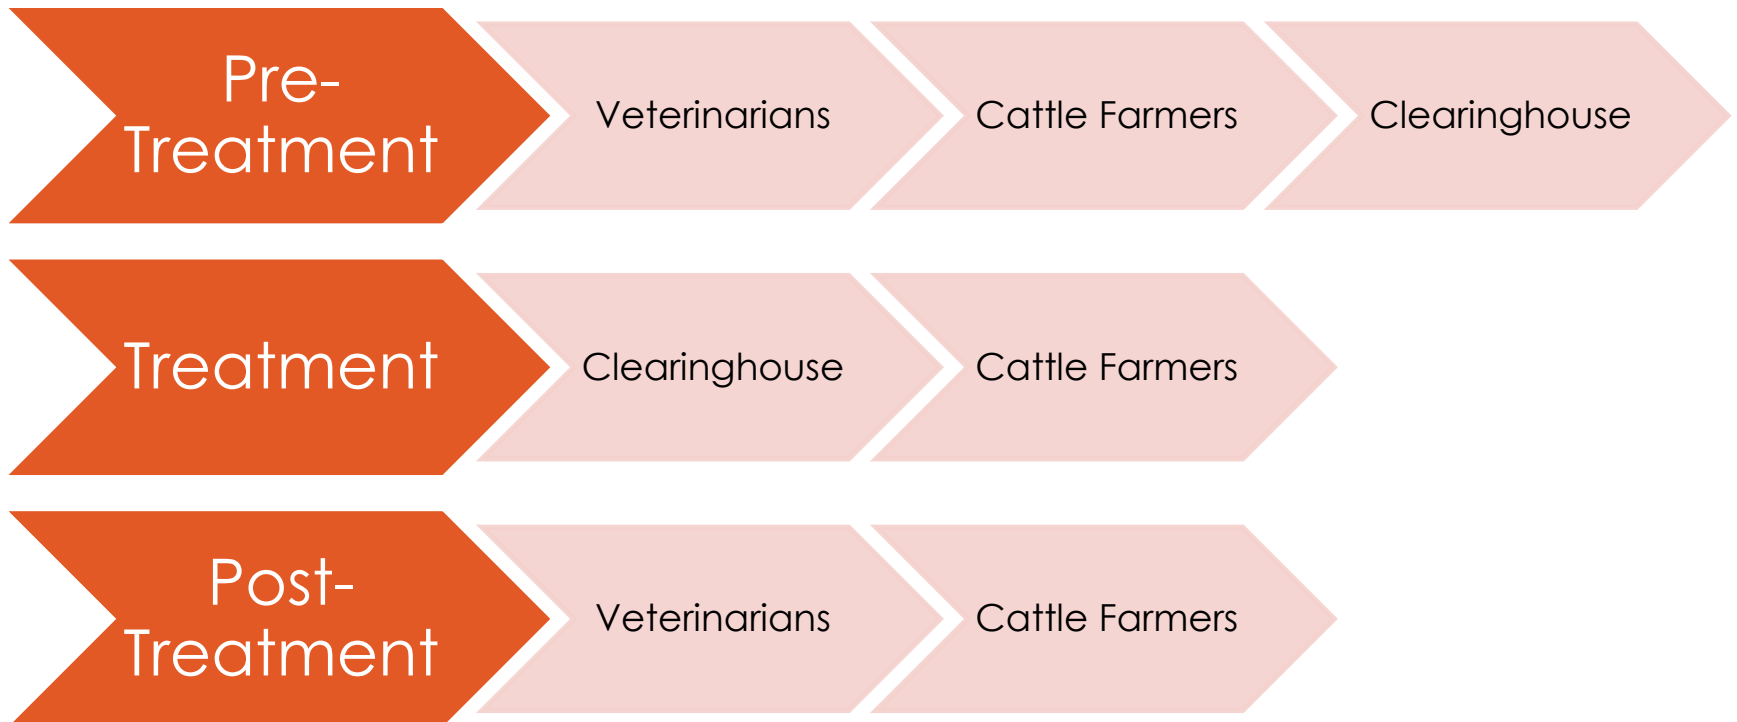 Pre-
Treatment
Veterinarians
Cattle Farmers
Clearinghouse
Treatment
Clearinghouse
Cattle Farmers
Post-
Treatment
Veterinarians
Cattle Farmers